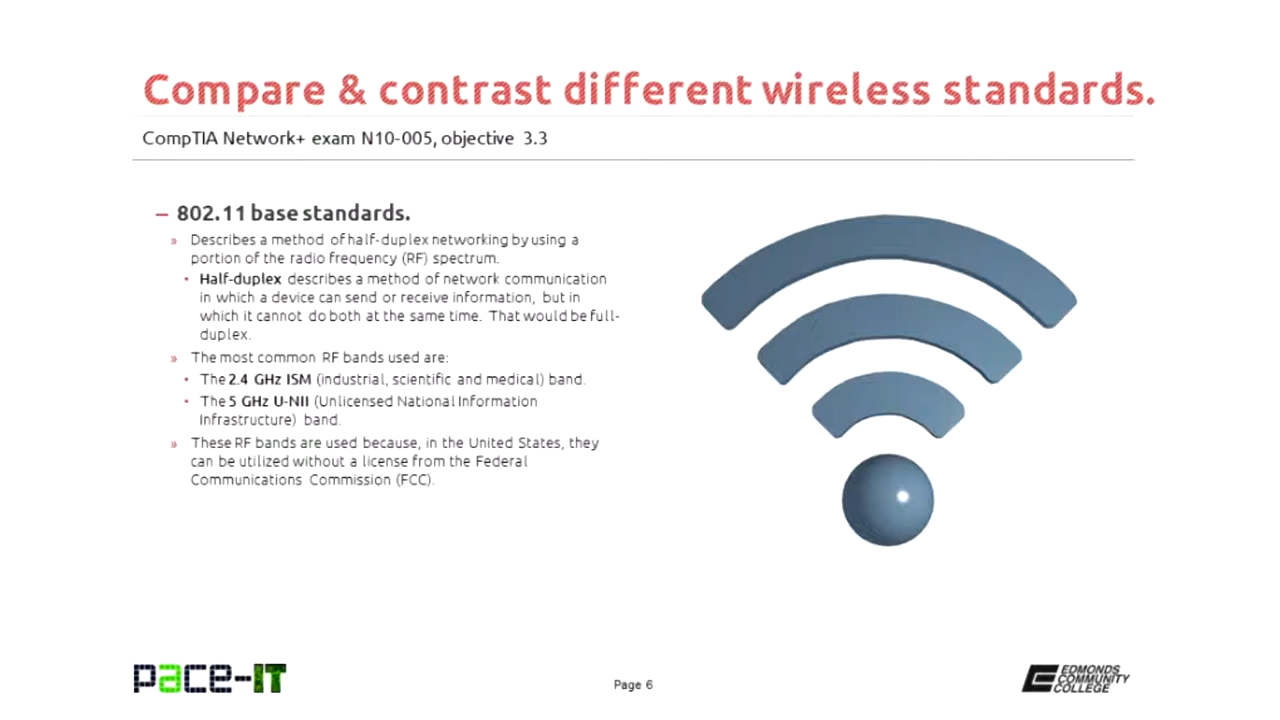 Compare & contrast different wireless standards.
CompTIA Network+ exam N10-005, objective 3.3
– 802.11 base standards.
» Describes a method of half-duplex networking by using a
portion of the radio frequency (RF) spectrum.
• Half-duplex describes a method of network communication
in which a device can send or receive information, but in
which it cannot do both at the same time. That would be full-
duplex.
» The most common RF bands used are:
• The 2.4 GHz ISM (industrial, scientific and medical) band.
• The 5 GHz U-NII (Unlicensed National Information
Infrastructure) band.
» These RF bands are used because, in the United States, they
can be utilized without a license from the Federal
Communications Commission (FCC).
pace-IT
Page 6
EDMONDS
COMMUNITY
COLLEGE